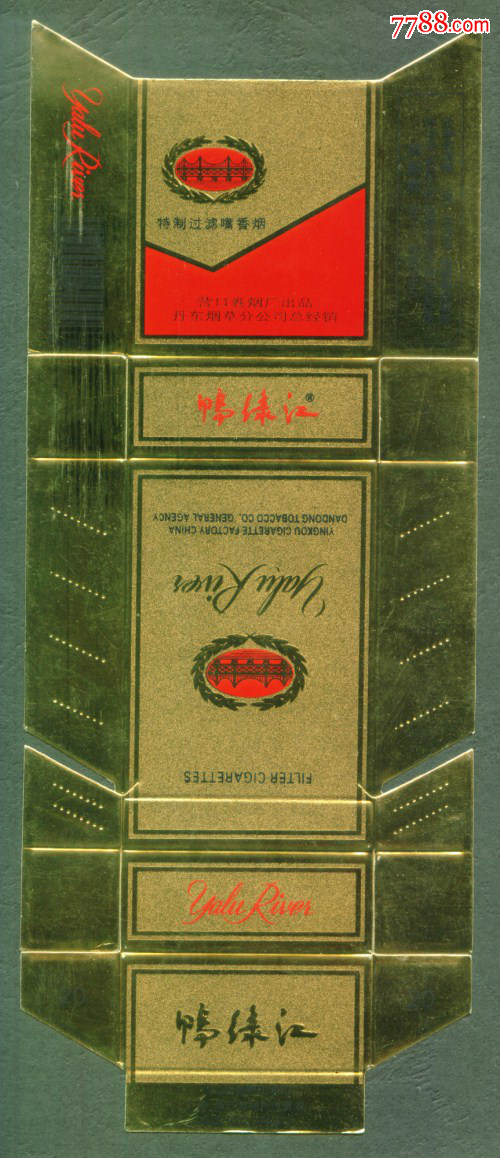 7788.com
Yalu River
特制过滤嘴香烟
营口卷烟厂出品
丹东烟草分公司总经销
鸭绿江®
YINGKOU CIGARETTE FACTORY.CHINA
DANDONG TOBACCO CO. GENERAL AGENCY
Yalu River
FILTER CIGARETTES
Yalu River
鸭绿江